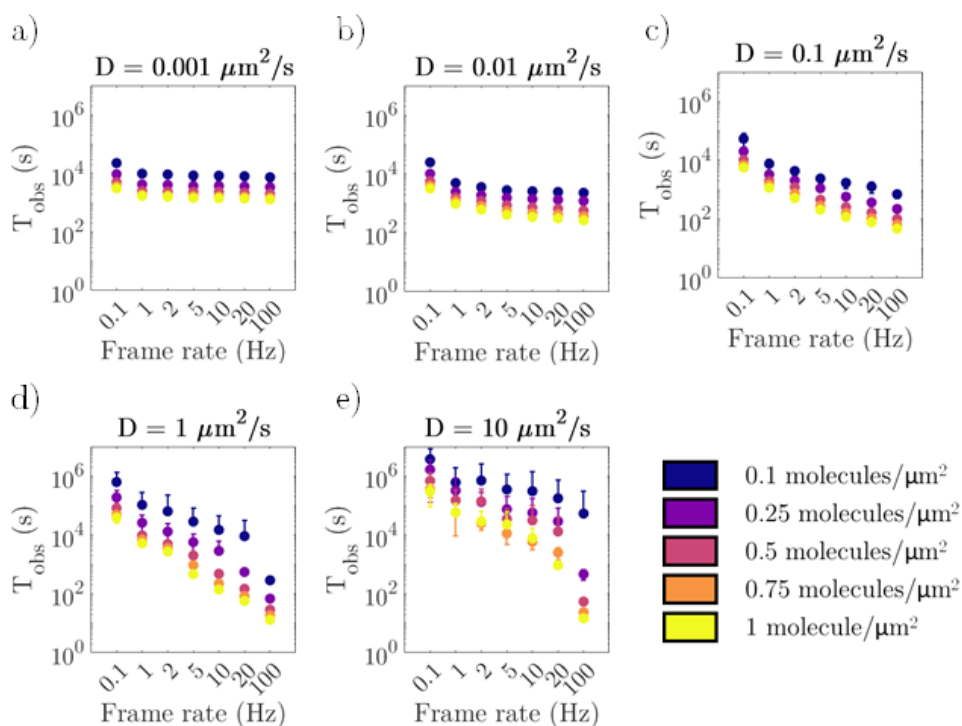 a)
D = 0.001 μm²/s
T_obs (s)
10⁶
10⁴
10²
10⁰
0.1 1 2 5 10 20 100
Frame rate (Hz)
b)
D = 0.01 μm²/s
T_obs (s)
10⁶
10⁴
10²
10⁰
0.1 1 2 5 10 20 100
Frame rate (Hz)
c)
D = 0.1 μm²/s
T_obs (s)
10⁶
10⁴
10²
10⁰
0.1 1 2 5 10 20 100
Frame rate (Hz)
d)
D = 1 μm²/s
T_obs (s)
10⁶
10⁴
10²
10⁰
0.1 1 2 5 10 20 100
Frame rate (Hz)
e)
D = 10 μm²/s
T_obs (s)
10⁶
10⁴
10²
10⁰
0.1 1 2 5 10 20 100
Frame rate (Hz)
0.1 molecules/μm²
0.25 molecules/μm²
0.5 molecules/μm²
0.75 molecules/μm²
1 molecule/μm²